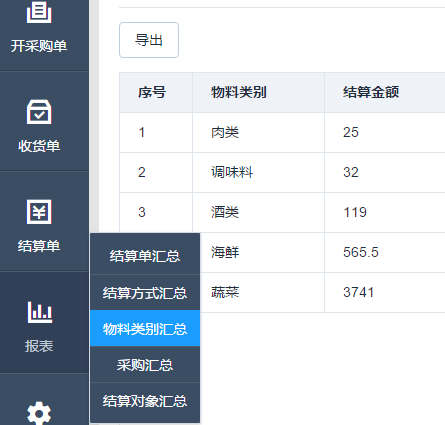 开采购单
收货单
结算单
报表
导出
序号 物料类别 结算金额
1 肉类 25
2 调味料 32
3 酒类 119
海鲜 565.5
蔬菜 3741
结算单汇总
结算方式汇总
物料类别汇总
采购汇总
结算对象汇总